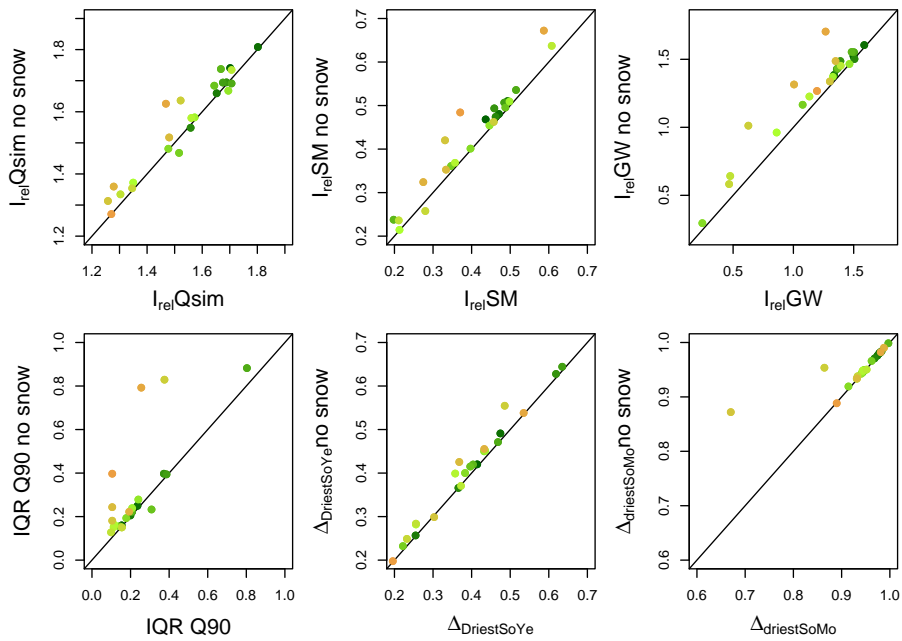 I_relQsim no snow
1.2 1.4 1.6 1.8
1.2 1.4 1.6 1.8
I_relQsim
I_relSM no snow
0.2 0.3 0.4 0.5 0.6 0.7
0.2 0.3 0.4 0.5 0.6 0.7
I_relSM
I_relGW no snow
0.5 1.0 1.5
0.5 1.0 1.5
I_relGW
IQR Q90 no snow
0.0 0.2 0.4 0.6 0.8 1.0
0.0 0.2 0.4 0.6 0.8 1.0
IQR Q90
Δ_DriestSoYe no snow
0.2 0.3 0.4 0.5 0.6 0.7
0.2 0.3 0.4 0.5 0.6 0.7
Δ_DriestSoYe
Δ_driestSoMo no snow
0.6 0.7 0.8 0.9 1.0
0.6 0.7 0.8 0.9 1.0
Δ_driestSoMo